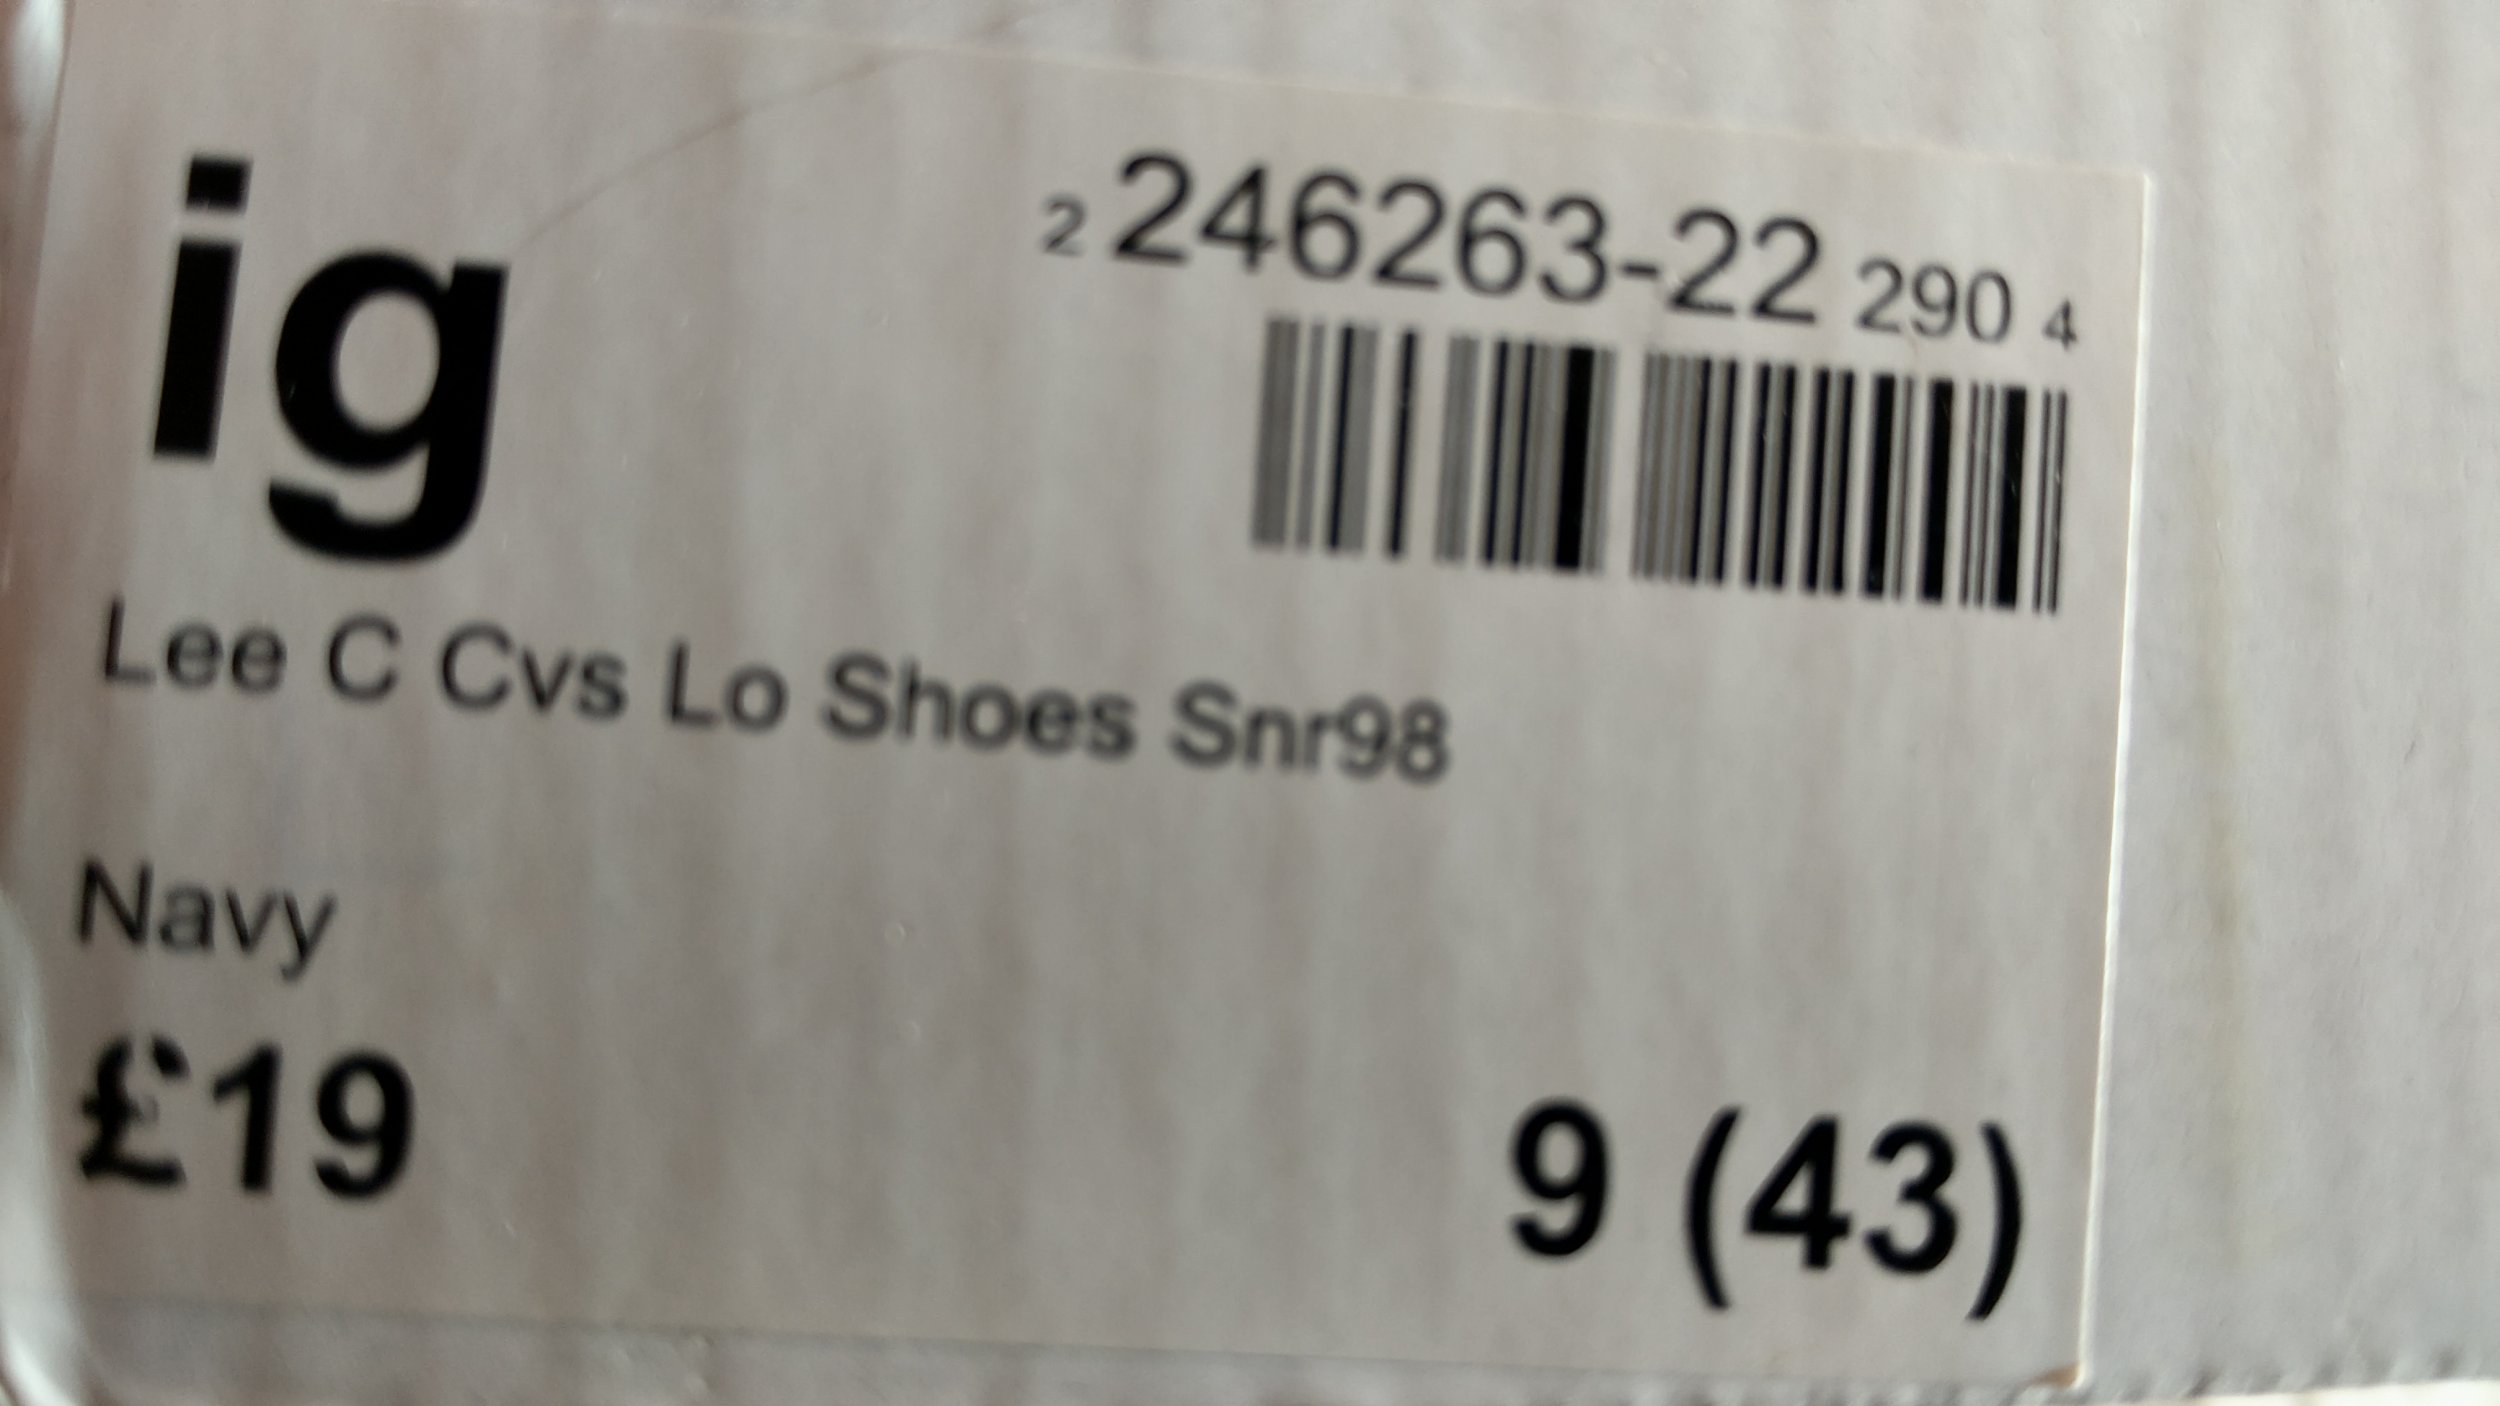 ig
2 246263-22 290 4
Lee C Cvs Lo Shoes Snr98
Navy
£19
9 (43)